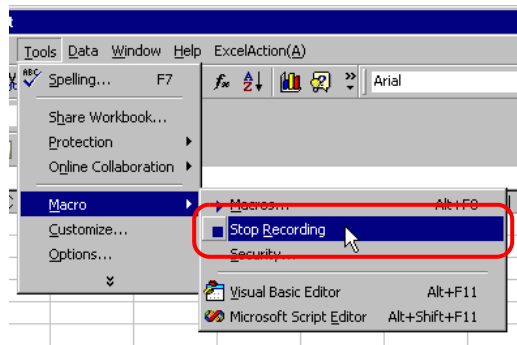 Tools Data Window Help ExcelAction(A)
Spelling... F7
Arial
Share Workbook...
Protection
Online Collaboration
Macro
Customize...
Options...
Macros... Alt+F8
Stop Recording
Security...
Visual Basic Editor Alt+F11
Microsoft Script Editor Alt+Shift+F11